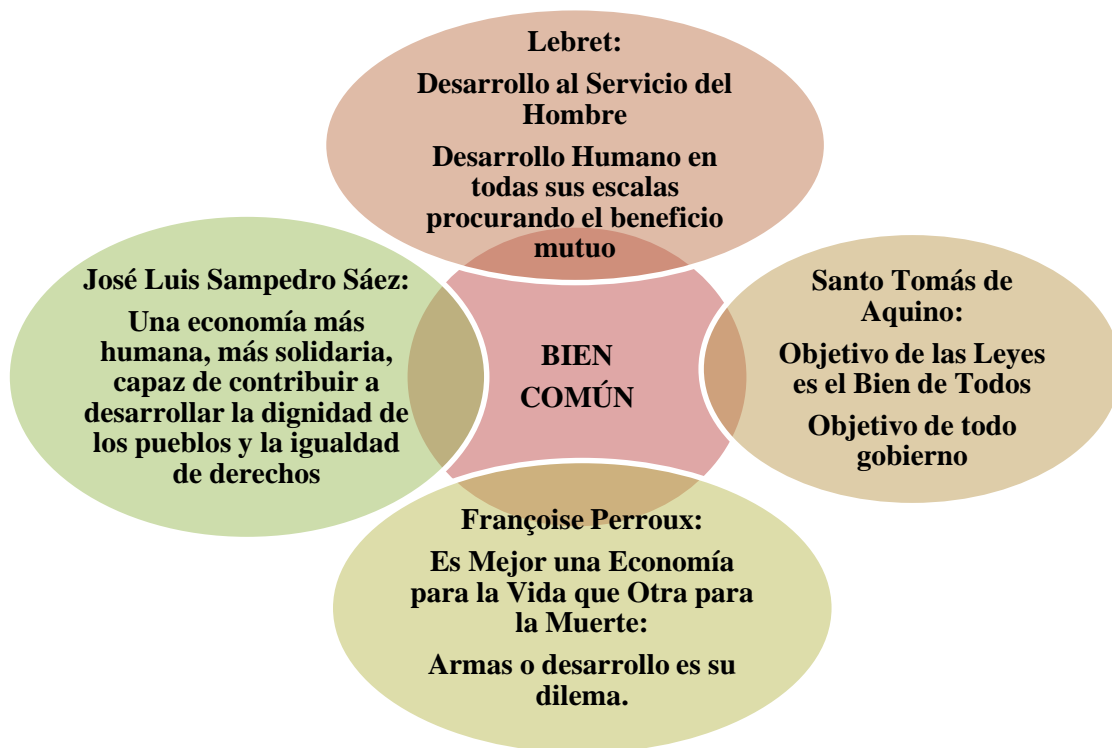 Lebret:
Desarrollo al Servicio del
Hombre
Desarrollo Humano en
todas sus escalas
procurando el beneficio
mutuo
José Luis Sampedro Sáez:
Una economía más
humana, más solidaria,
capaz de contribuir a
desarrollar la dignidad de
los pueblos y la igualdad
de derechos
BIEN
COMÚN
Santo Tomás de
Aquino:
Objetivo de las Leyes
es el Bien de Todos
Objetivo de todo
gobierno
Françoise Perroux:
Es Mejor una Economía
para la Vida que Otra para
la Muerte:
Armas o desarrollo es su
dilema.